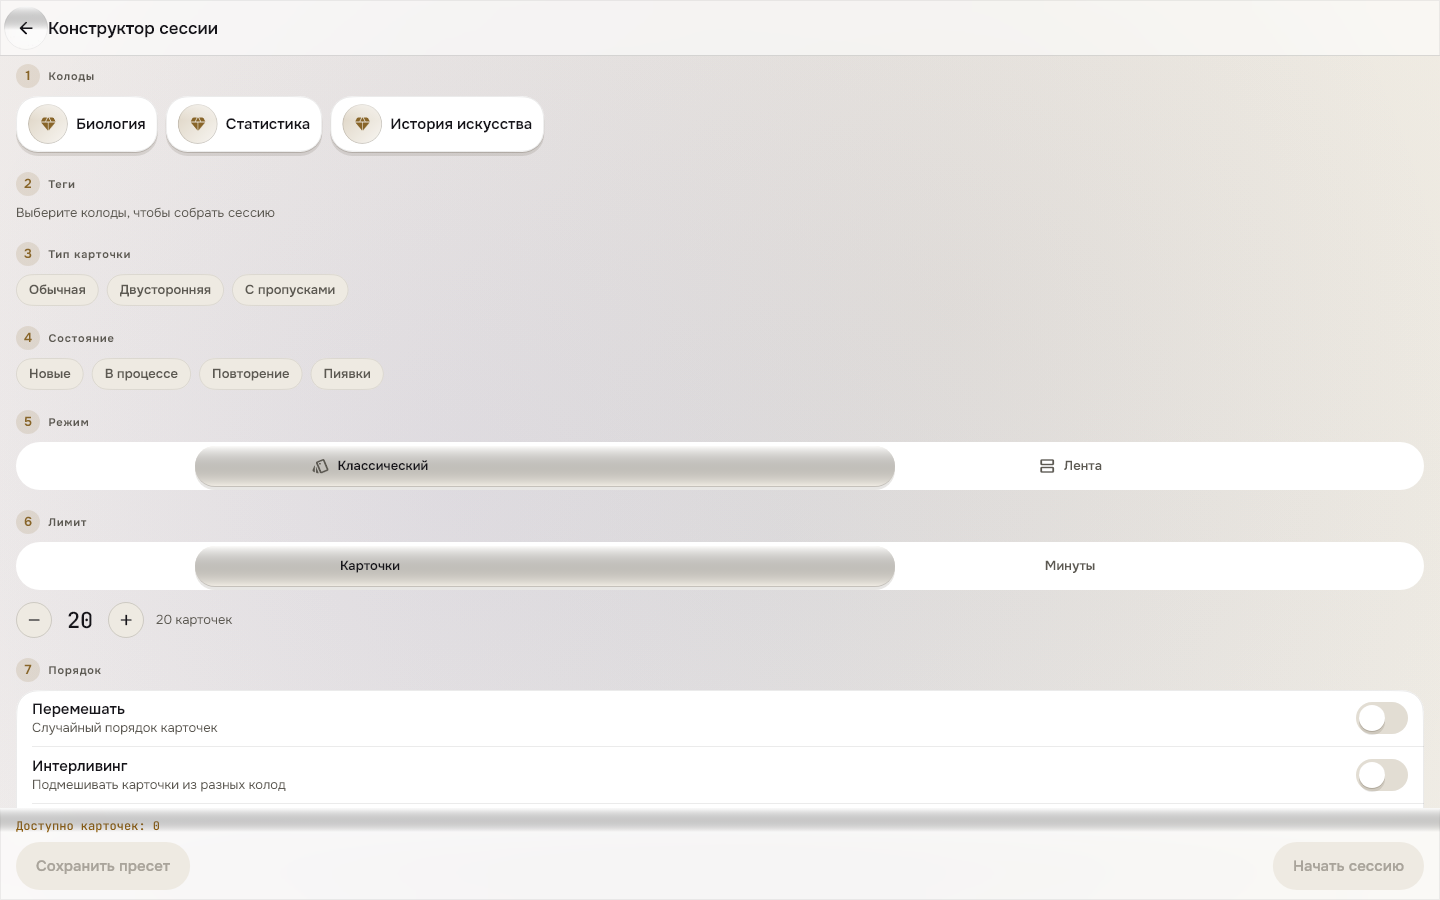 Конструктор сессии
1 Колоды
Биология Статистика История искусства
2 Теги
Выберите колоды, чтобы собрать сессию
3 Тип карточки
Обычная Двусторонняя С пропусками
4 Состояние
Новые В процессе Повторение Пиявки
5 Режим
Классический Лента
6 Лимит
Карточки Минуты
− 20 + 20 карточек
7 Порядок
Перемешать
Случайный порядок карточек
Интерливинг
Подмешивать карточки из разных колод
Доступно карточек: 0
Сохранить пресет Начать сессию